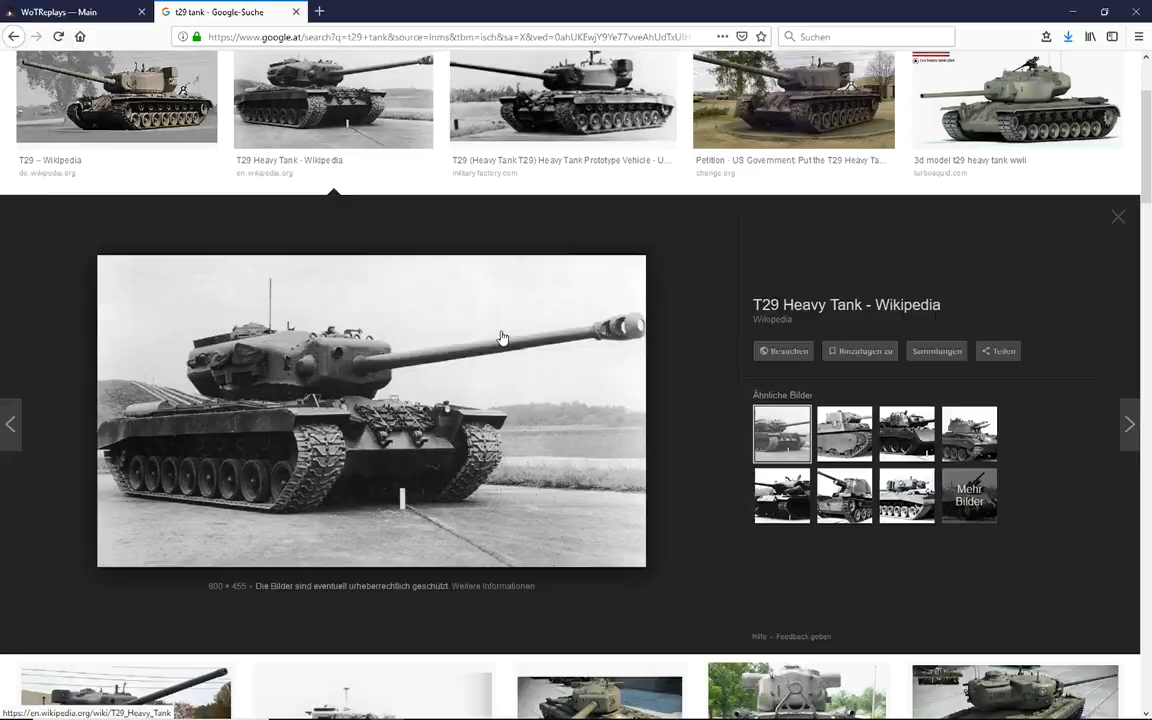 WoTReplays — Main
t29 tank - Google-Suche
https://www.google.at/search?q=t29+tank&source=lnms&tbm=isch&sa=X&ved=0ahUKEwjY9Ye77vveAhUdTxUIH
Suchen
T29 – Wikipedia
de.wikipedia.org
T29 Heavy Tank - Wikipedia
en.wikipedia.org
T29 (Heavy Tank T29) Heavy Tank Prototype Vehicle - U...
militaryfactory.com
Petition · US Government: Put the T29 Heavy Ta...
change.org
3d model t29 heavy tank wwii
turbosquid.com
T29 Heavy Tank - Wikipedia
Wikipedia
Besuchen
Hinzufügen zu
Sammlungen
Teilen
Ähnliche Bilder
Mehr
Bilder
800 × 455 - Die Bilder sind eventuell urheberrechtlich geschützt. Weitere Informationen
Hilfe - Feedback geben
https://en.wikipedia.org/wiki/T29_Heavy_Tank